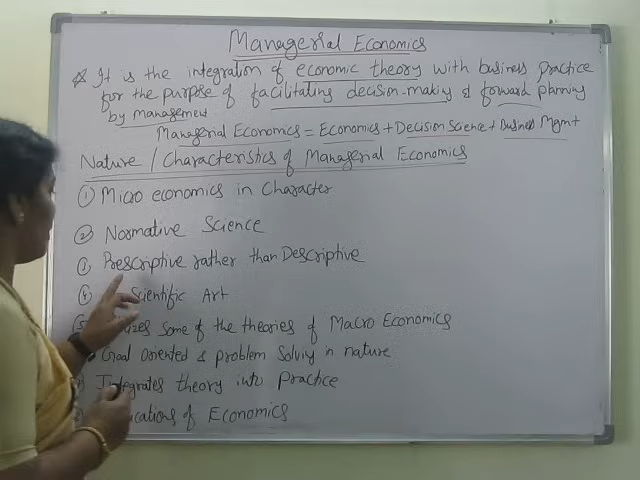 Managerial Economics
☆ It is the integration of economic theory with business practice
for the purpose of facilitating decision-making & forward planning
by management
Managerial Economics = Economics + Decision Science + Business Mgmt
Nature / Characteristics of Managerial Economics
① Micro economics in Character
② Normative Science
③ Prescriptive rather than Descriptive
④ Scientific Art
some of the theories of Macro Economics
Goal Oriented & problem Solving in nature
Integrates theory into Practice
of Economics